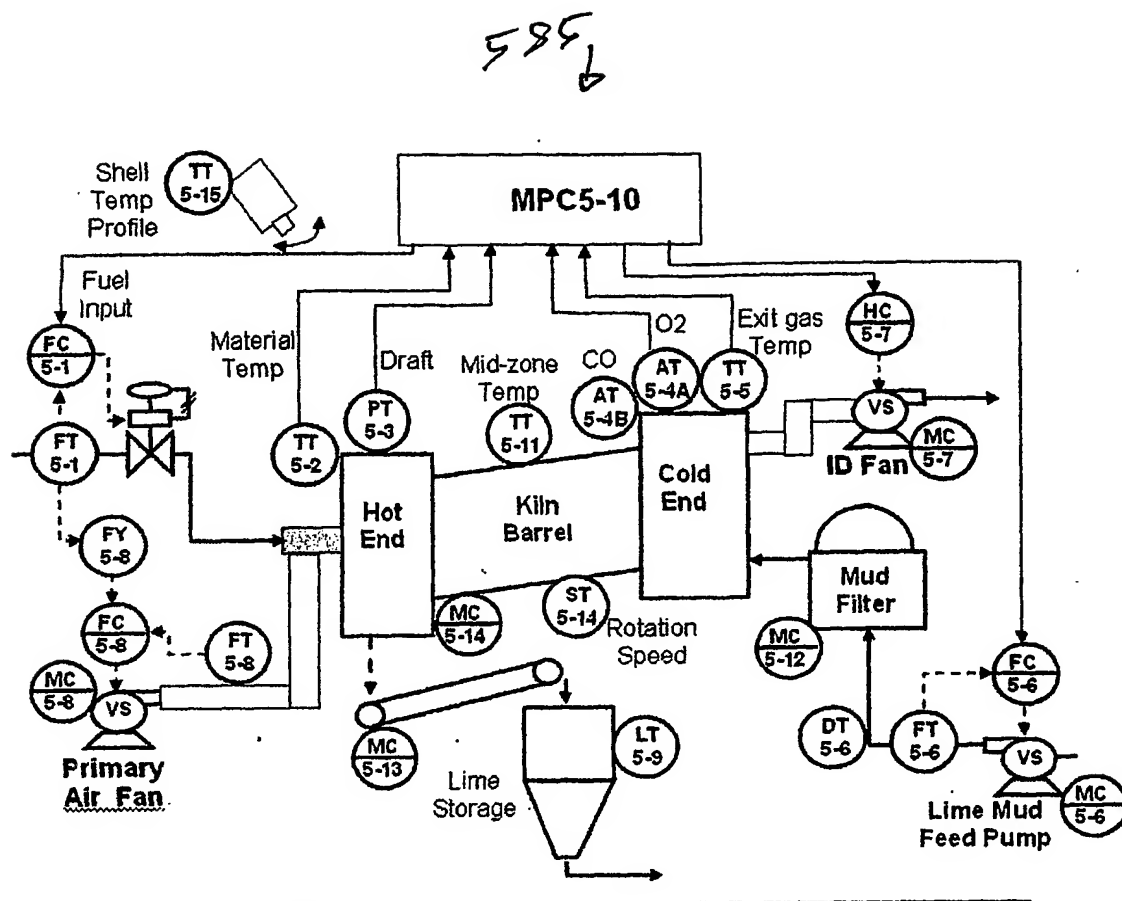 585
MPC5-10
Shell
Temp
Profile
TT
5-15
Fuel
Input
FC
5-1
FT
5-1
Material
Temp
TT
5-2
Draft
PT
5-3
Mid-zone
Temp
TT
5-11
CO
AT
5-4B
O2
AT
5-4A
TT
5-5
Exit gas
Temp
HC
5-7
VS
MC
5-7
ID Fan
Hot
End
Kiln
Barrel
Cold
End
MC
5-14
ST
5-14
Rotation
Speed
Mud
Filter
MC
5-12
FY
5-8
FC
5-8
FT
5-8
MC
5-8
VS
Primary
Air Fan
MC
5-13
Lime
Storage
LT
5-9
DT
5-6
FT
5-6
FC
5-6
VS
MC
5-6
Lime Mud
Feed Pump